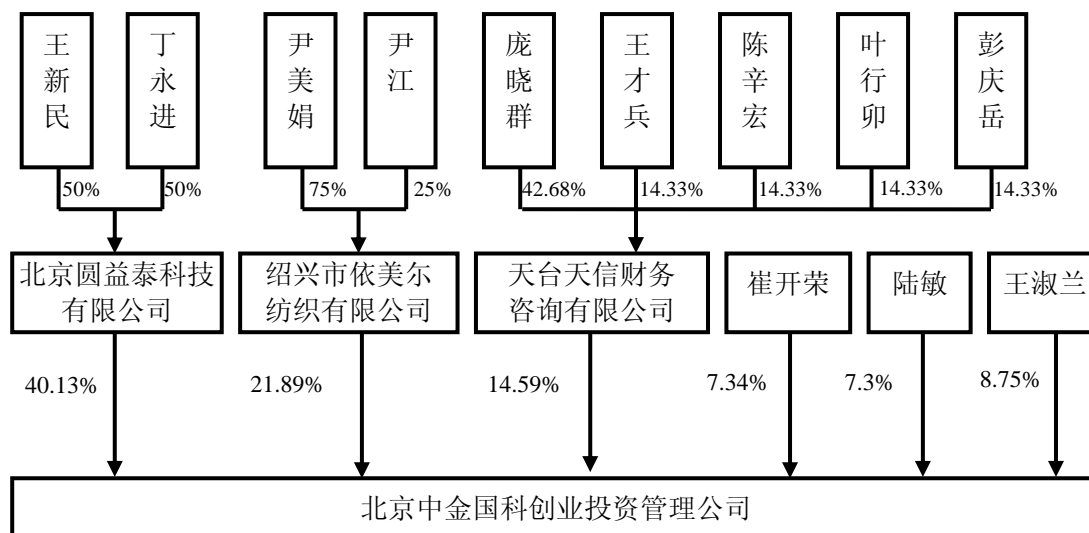 王新民
丁永进
尹美娟
尹江
庞晓群
王才兵
陈辛宏
叶行卯
彭庆岳
50%
50%
75%
25%
42.68%
14.33%
14.33%
14.33%
14.33%
北京圆益泰科技
有限公司
绍兴市依美尔
纺织有限公司
天台天信财务
咨询有限公司
崔开荣
陆敏
王淑兰
40.13%
21.89%
14.59%
7.34%
7.3%
8.75%
北京中金国科创业投资管理公司